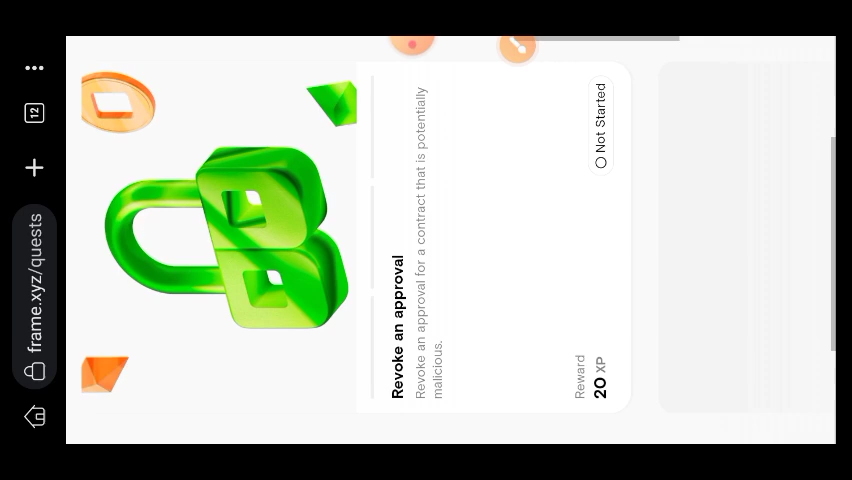 frame.xyz/quests
12
Revoke an approval
Revoke an approval for a contract that is potentially
malicious.
Reward
20 XP
Not Started